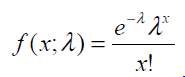 f(x;λ) = e^{-λ} λ^x / x!